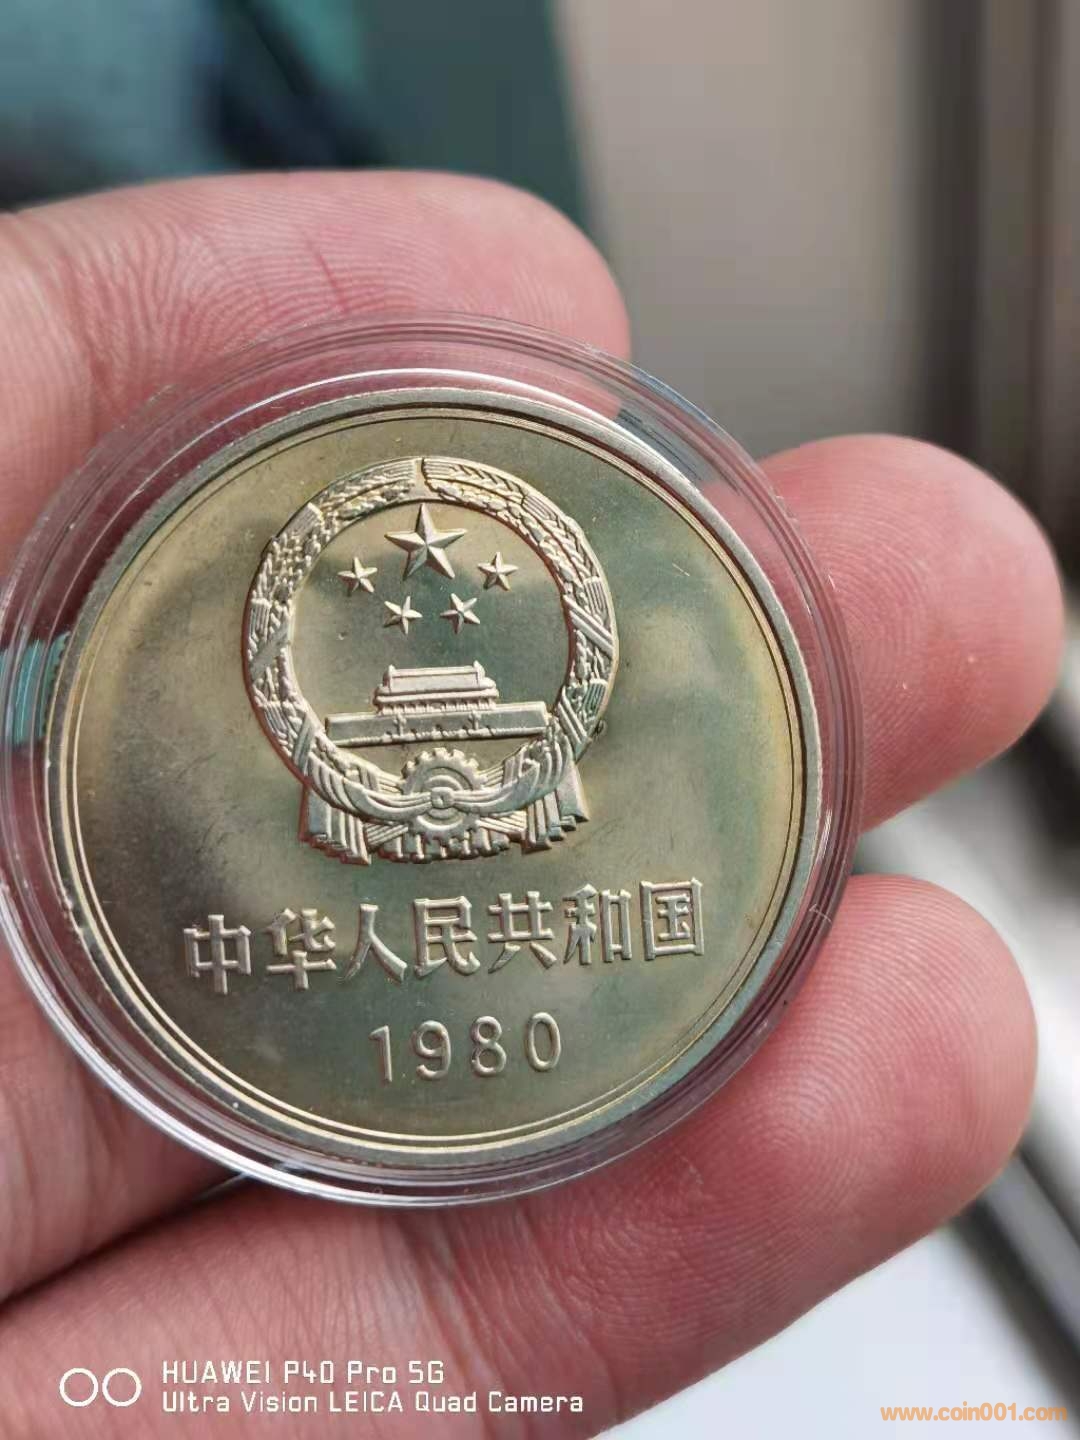 中华人民共和国
1980
HUAWEI P40 Pro 5G
Ultra Vision LEICA Quad Camera
www.coin001.com